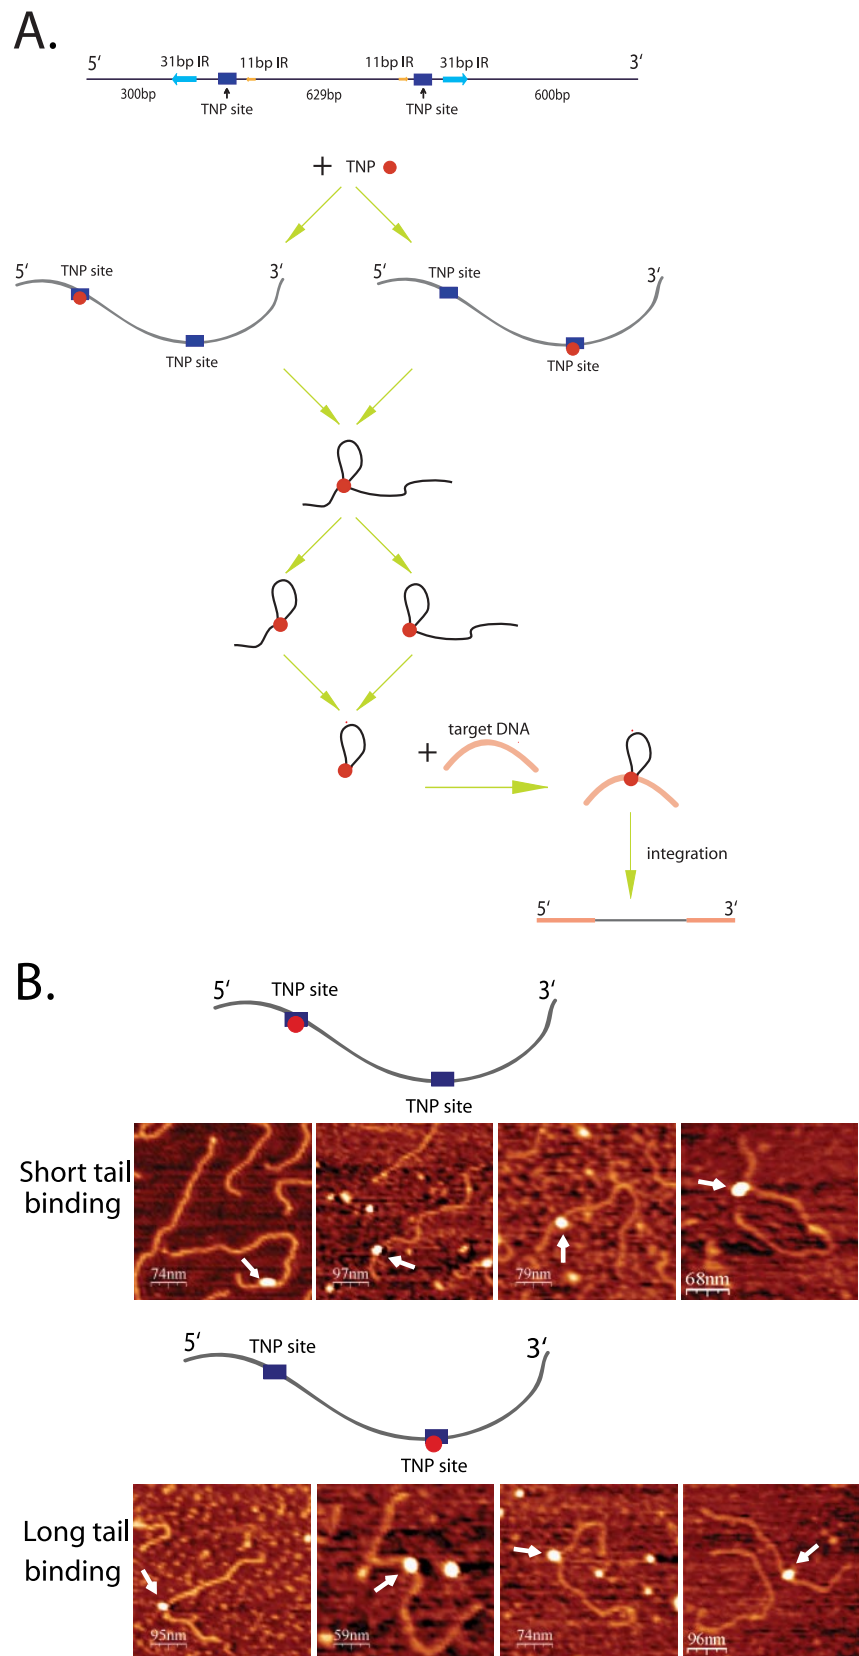 A.
5‘ 3‘
31bp IR 11bp IR 11bp IR 31bp IR
300bp 629bp 600bp
TNP site TNP site
+ TNP
5‘ TNP site 3‘
TNP site
5‘ TNP site 3‘
TNP site
+ target DNA
integration
5‘ 3‘
B.
5‘ TNP site 3‘
TNP site
Short tail
binding
74nm 97nm 79nm 68nm
5‘ TNP site 3‘
TNP site
Long tail
binding
95nm 59nm 74nm 96nm